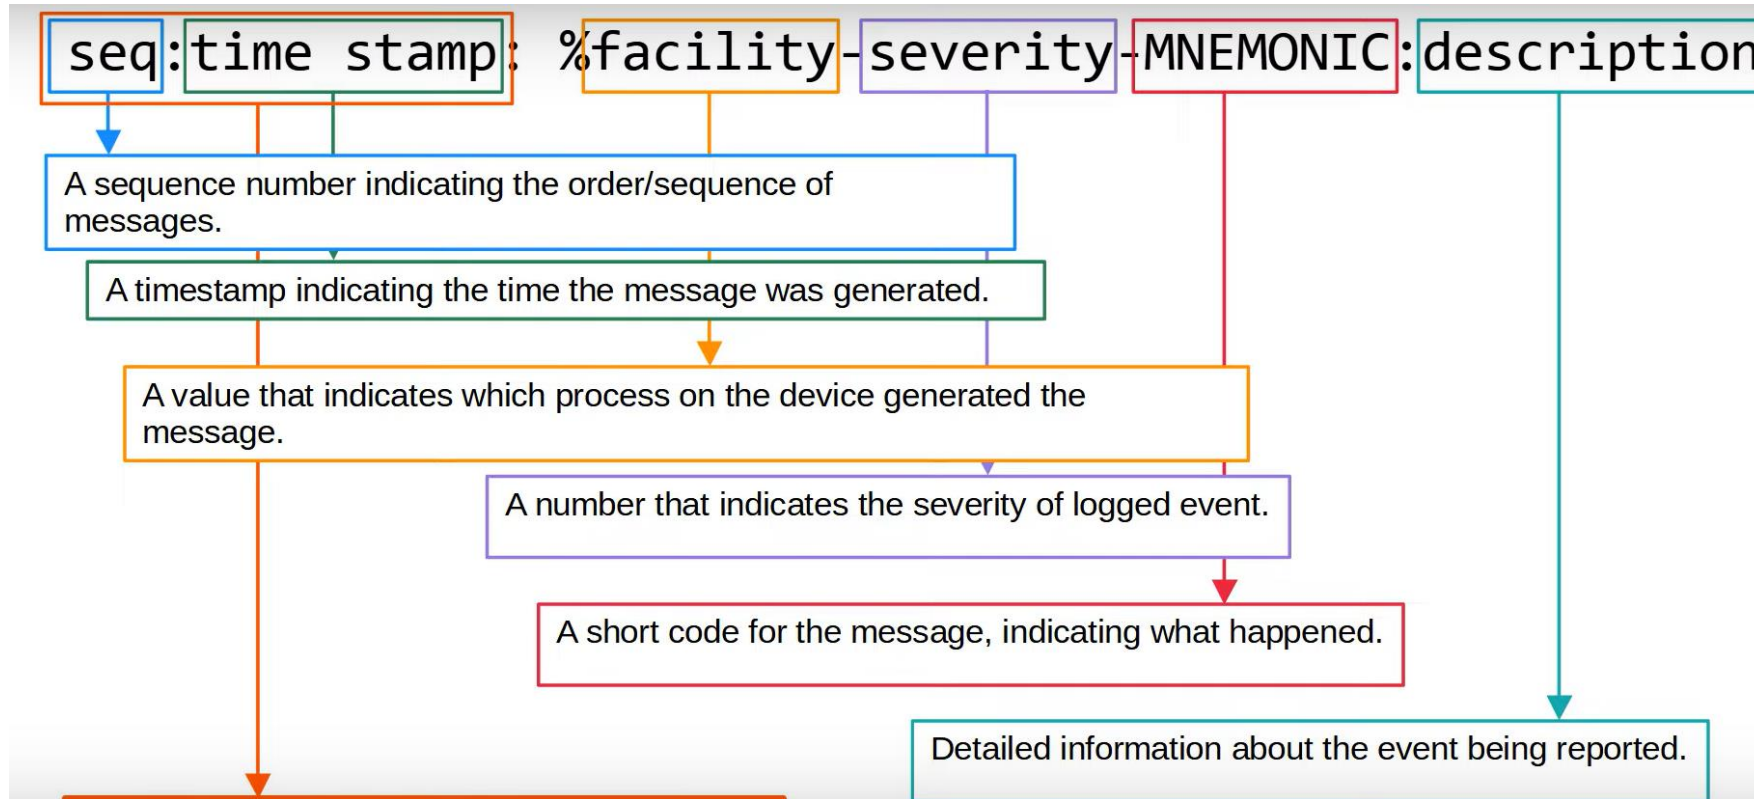 seq:time stamp: %facility-severity-MNEMONIC:description
A sequence number indicating the order/sequence of
messages.
A timestamp indicating the time the message was generated.
A value that indicates which process on the device generated the
message.
A number that indicates the severity of logged event.
A short code for the message, indicating what happened.
Detailed information about the event being reported.